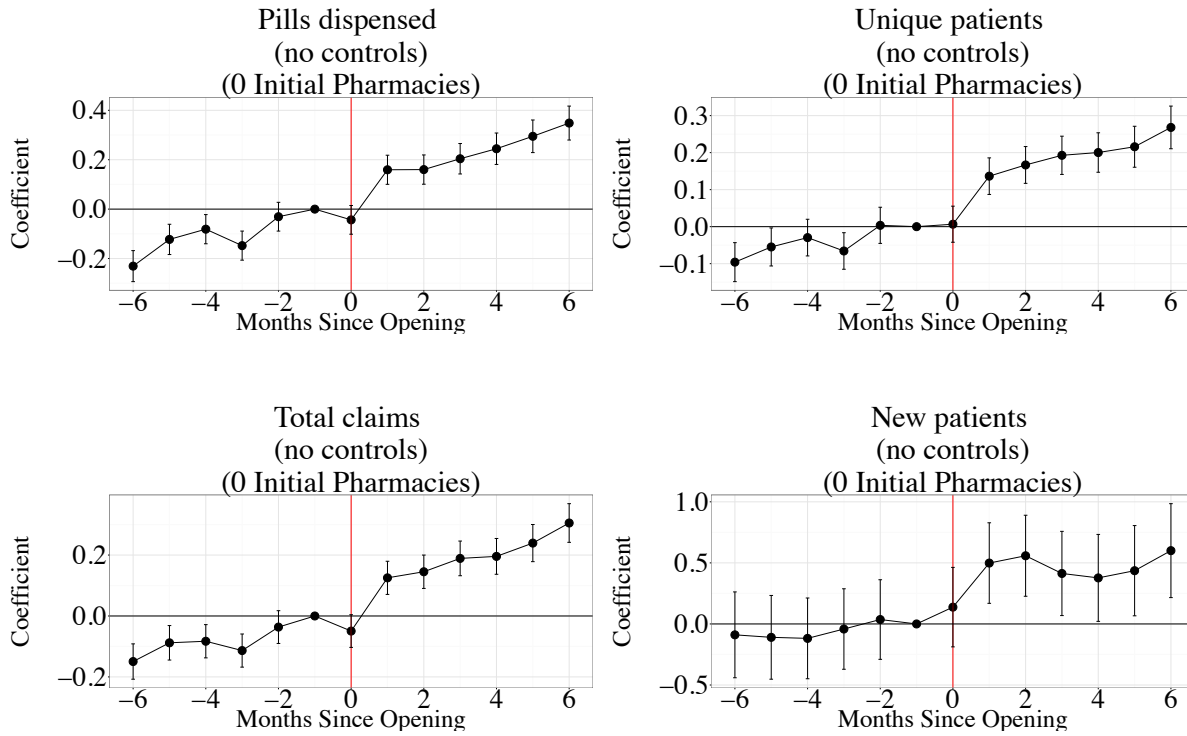 Pills dispensed
(no controls)
(0 Initial Pharmacies)
Coefficient
0.4
0.2
0.0
−0.2
−6 −4 −2 0 2 4 6
Months Since Opening
Unique patients
(no controls)
(0 Initial Pharmacies)
Coefficient
0.3
0.2
0.1
0.0
−0.1
−6 −4 −2 0 2 4 6
Months Since Opening
Total claims
(no controls)
(0 Initial Pharmacies)
Coefficient
0.2
0.0
−0.2
−6 −4 −2 0 2 4 6
Months Since Opening
New patients
(no controls)
(0 Initial Pharmacies)
Coefficient
1.0
0.5
0.0
−0.5
−6 −4 −2 0 2 4 6
Months Since Opening